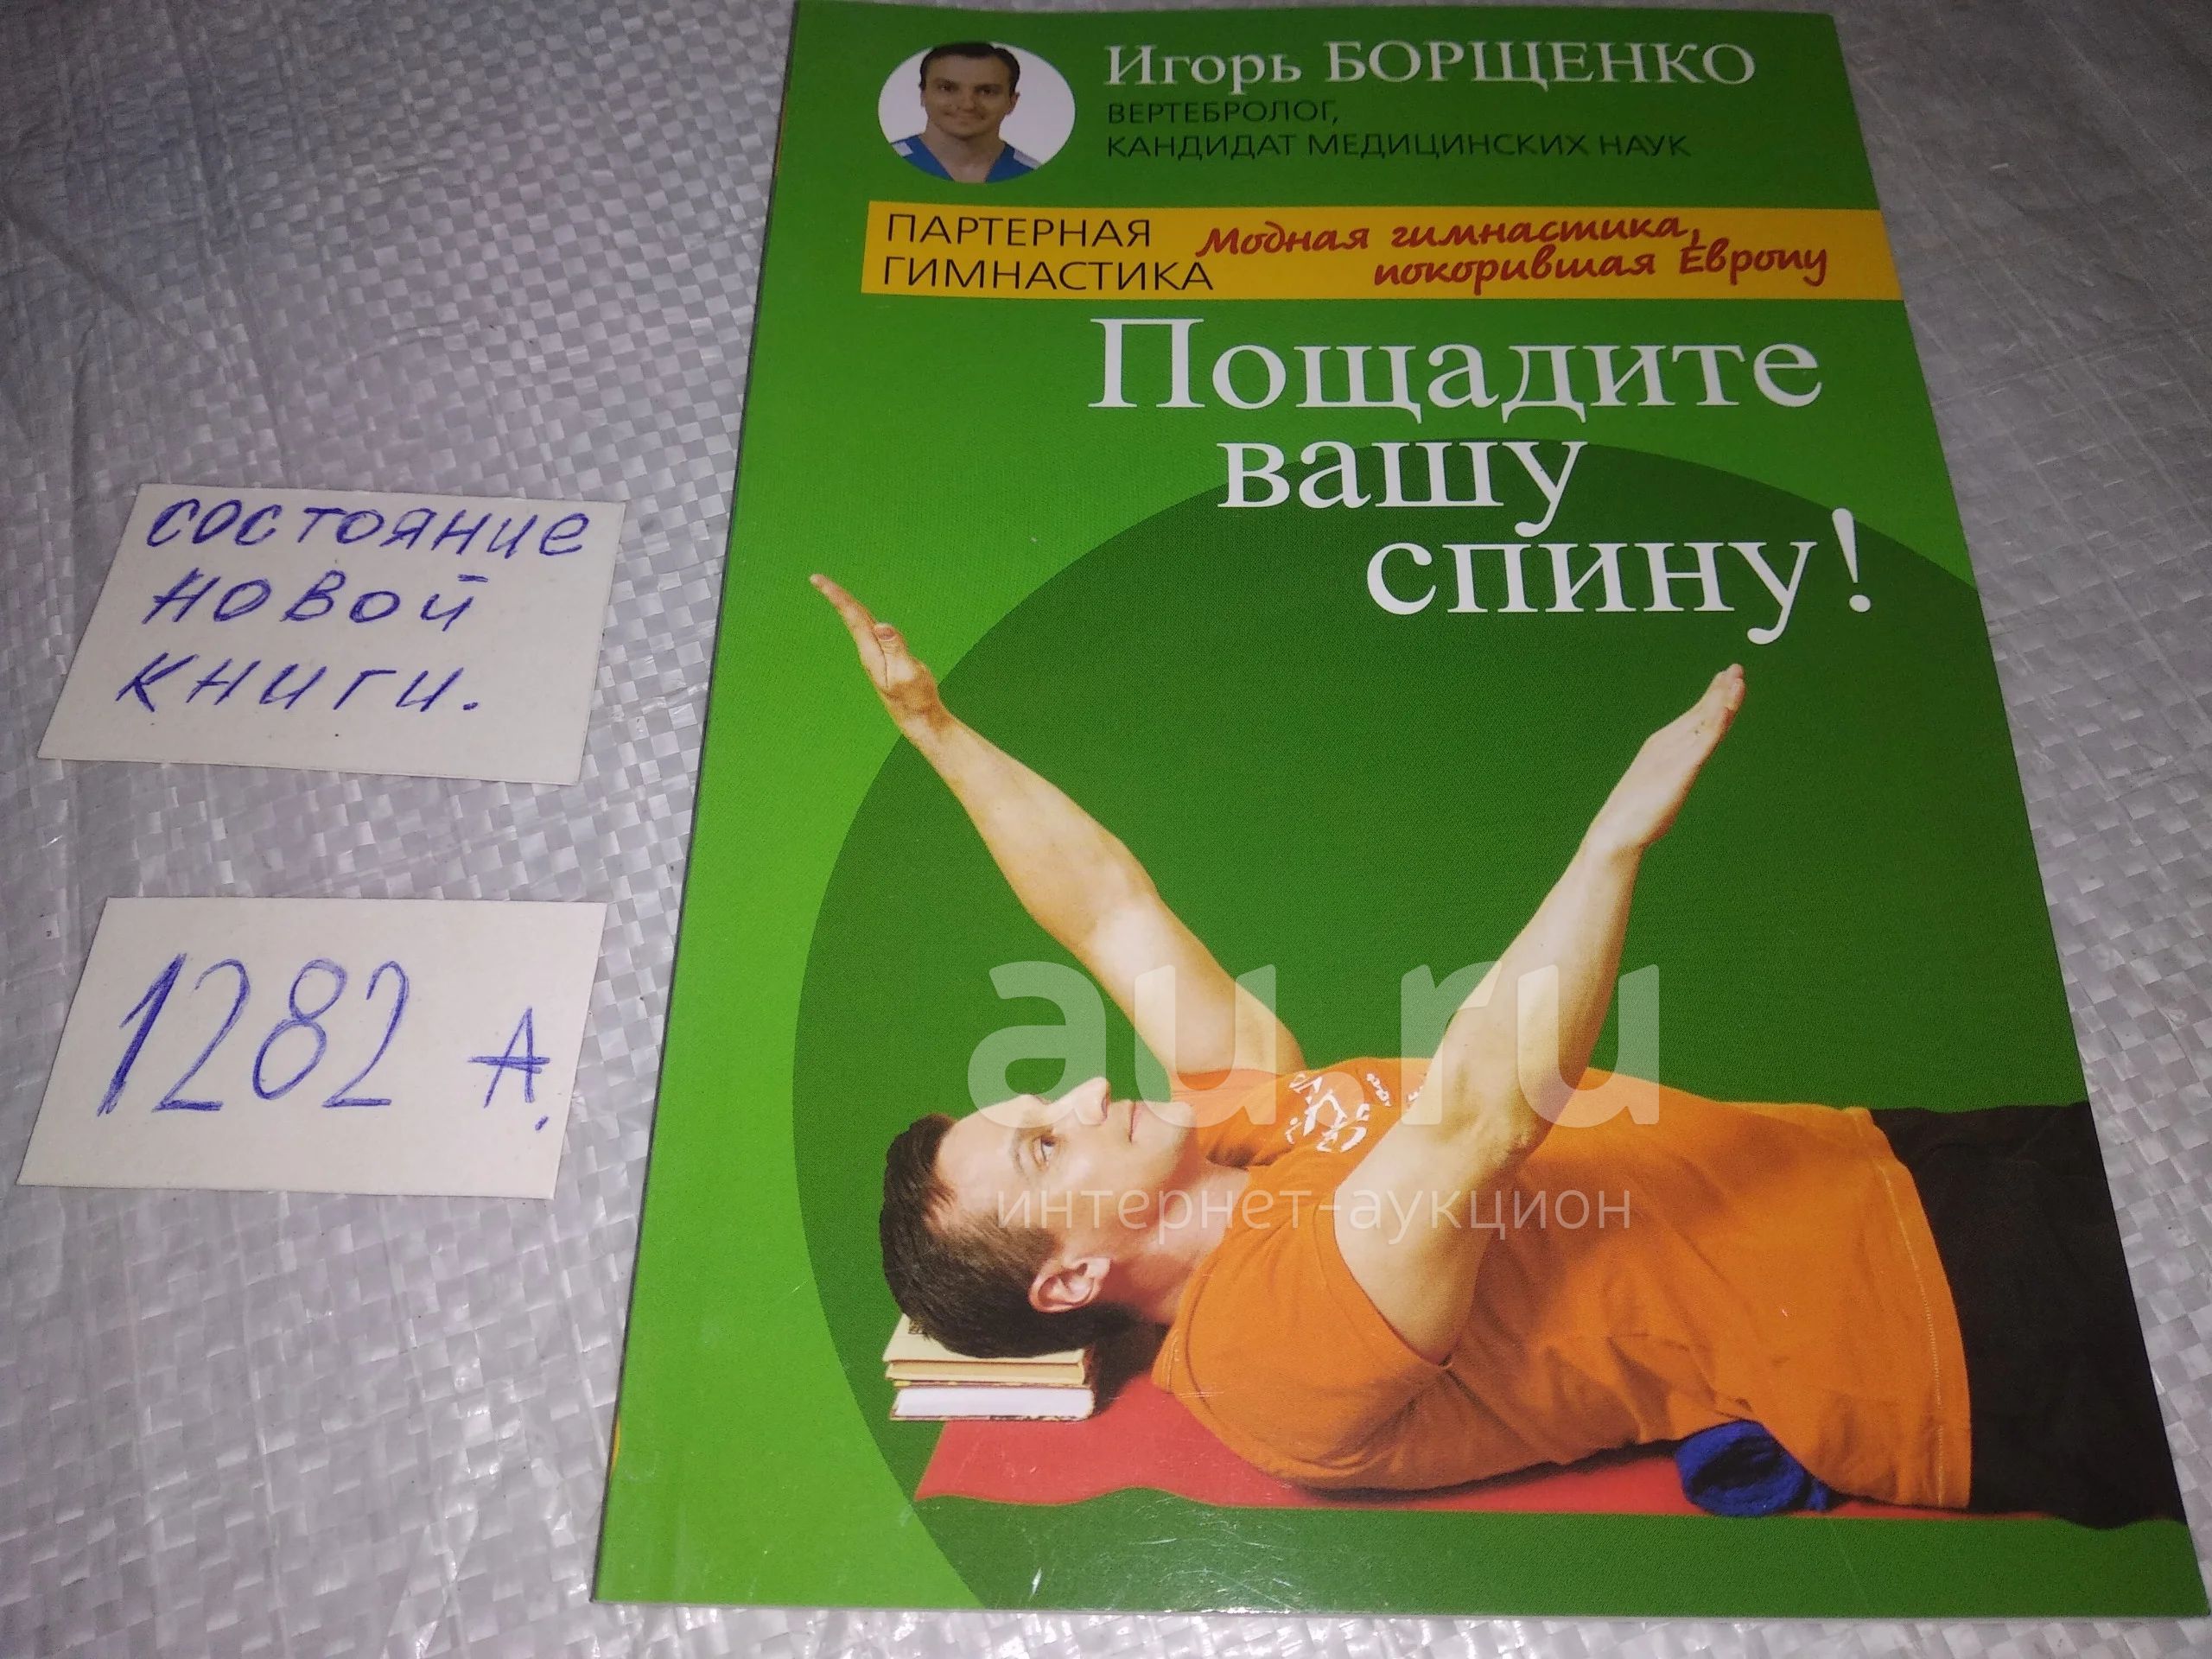 Игорь БОРЩЕНКО
ВЕРТЕБРОЛОГ,
КАНДИДАТ МЕДИЦИНСКИХ НАУК
ПАРТЕРНАЯ
ГИМНАСТИКА
Модная гимнастика,
покорившая Европу
Пощадите
вашу
спину!
состояние
новой
книги.
1282 А.
au.ru
интернет-аукцион